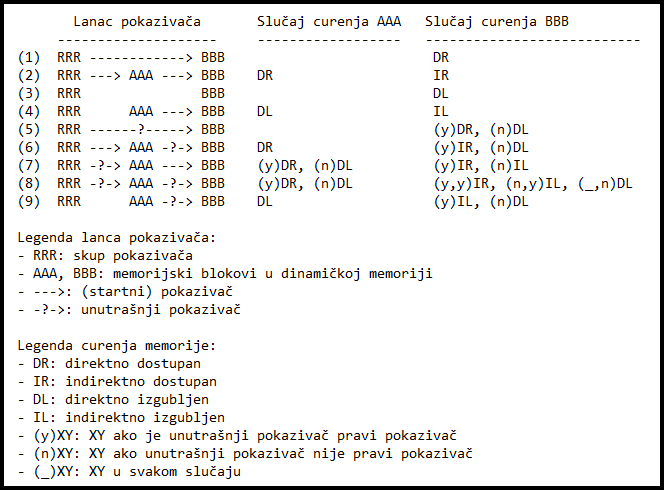 Lanac pokazivača       Slučaj curenja AAA   Slučaj curenja BBB
     --------------------     ------------------   ---------------------------
(1)  RRR ------------> BBB                          DR
(2)  RRR ---> AAA ---> BBB    DR                    IR
(3)  RRR               BBB                          DL
(4)  RRR      AAA ---> BBB    DL                    IL
(5)  RRR ------?-----> BBB                          (y)DR, (n)DL
(6)  RRR ---> AAA -?-> BBB    DR                    (y)IR, (n)DL
(7)  RRR -?-> AAA ---> BBB    (y)DR, (n)DL          (y)IR, (n)IL
(8)  RRR -?-> AAA -?-> BBB    (y)DR, (n)DL          (y,y)IR, (n,y)IL, (_,n)DL
(9)  RRR      AAA -?-> BBB    DL                    (y)IL, (n)DL
Legenda lanca pokazivača:
- RRR: skup pokazivača
- AAA, BBB: memorijski blokovi u dinamičkoj memoriji
- --->: (startni) pokazivač
- -?->: unutrašnji pokazivač
Legenda curenja memorije:
- DR: direktno dostupan
- IR: indirektno dostupan
- DL: direktno izgubljen
- IL: indirektno izgubljen
- (y)XY: XY ako je unutrašnji pokazivač pravi pokazivač
- (n)XY: XY ako unutrašnji pokazivač nije pravi pokazivač
- (_)XY: XY u svakom slučaju